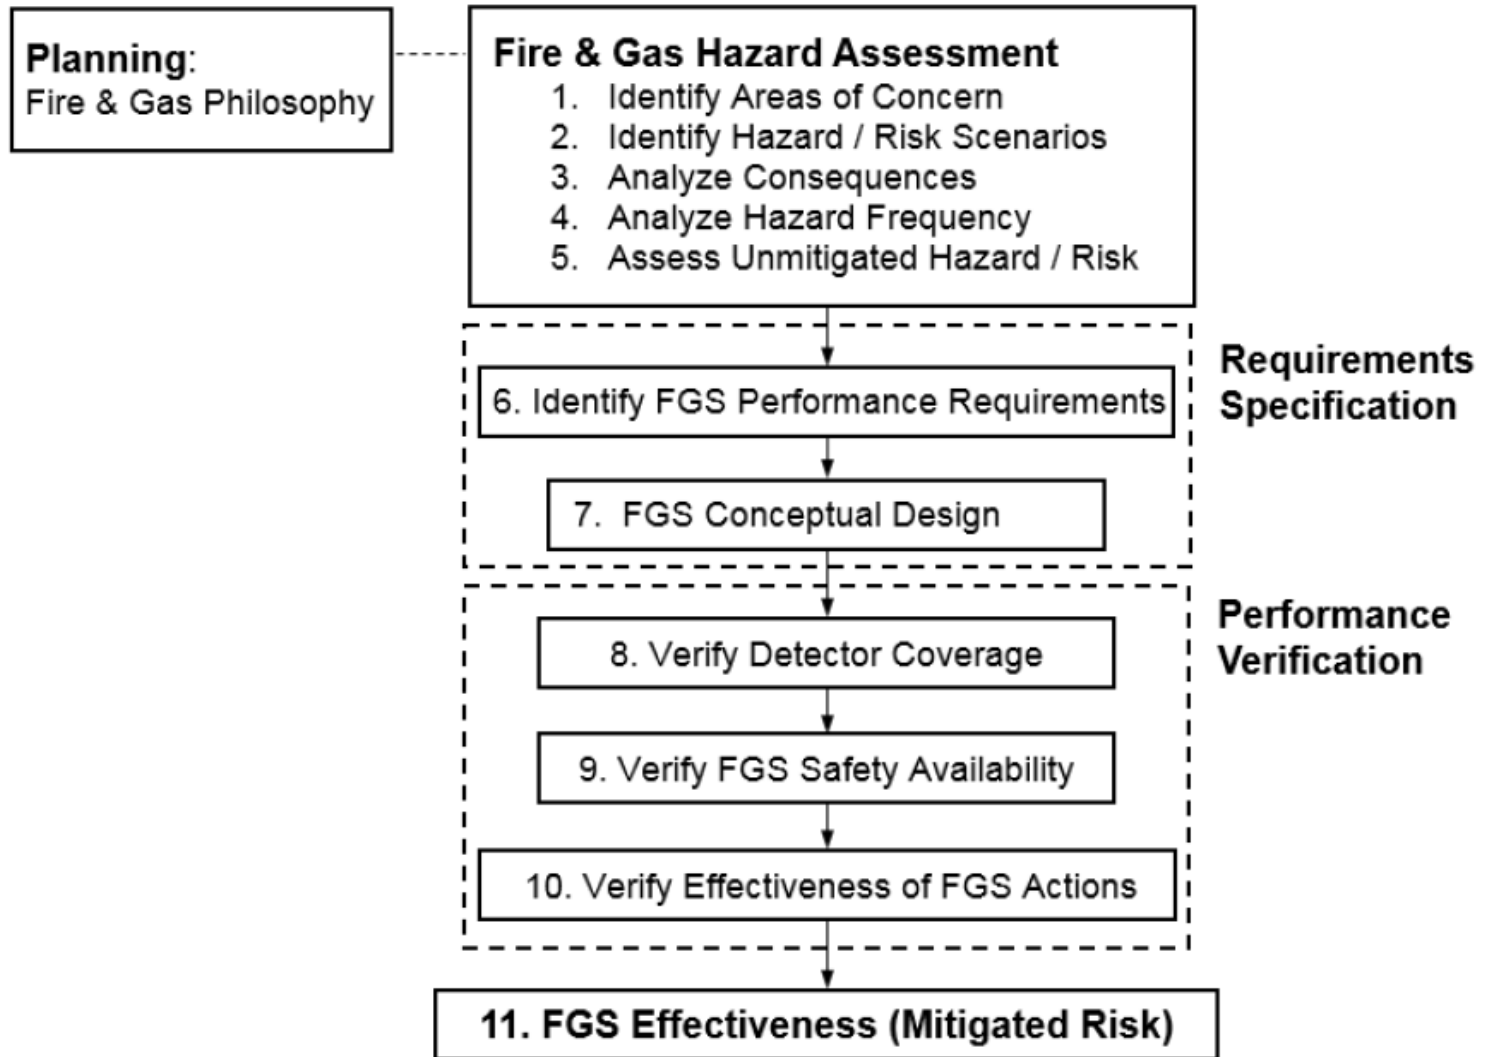 Planning:
Fire & Gas Philosophy
Fire & Gas Hazard Assessment
1. Identify Areas of Concern
2. Identify Hazard / Risk Scenarios
3. Analyze Consequences
4. Analyze Hazard Frequency
5. Assess Unmitigated Hazard / Risk
Requirements
Specification
6. Identify FGS Performance Requirements
7. FGS Conceptual Design
Performance
Verification
8. Verify Detector Coverage
9. Verify FGS Safety Availability
10. Verify Effectiveness of FGS Actions
11. FGS Effectiveness (Mitigated Risk)